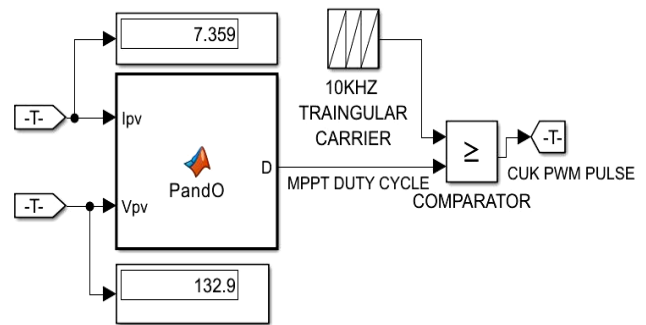 7.359
-T-
Ipv
D
PandO
-T-
Vpv
132.9
10KHZ
TRAINGULAR
CARRIER
MPPT DUTY CYCLE
≥
COMPARATOR
-T-
CUK PWM PULSE